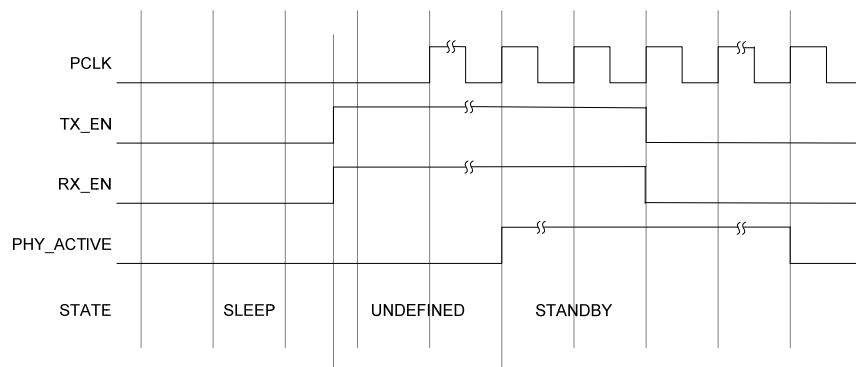 PCLK
TX_EN
RX_EN
PHY_ACTIVE
STATE SLEEP UNDEFINED STANDBY